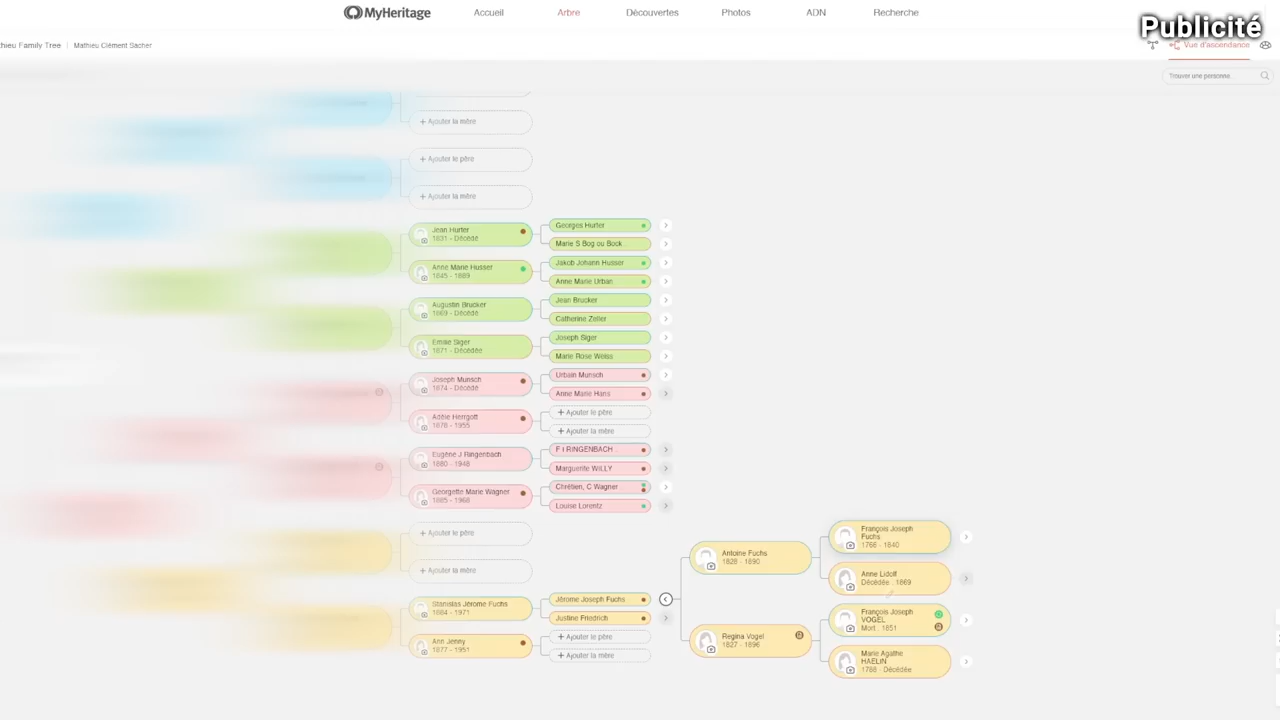 MyHeritage
Accueil
Arbre
Découvertes
Photos
ADN
Recherche
Publicité
hieu Family Tree
Mathieu Clément Sacher
Vue d'ascendance
Trouver une personne...
+ Ajouter la mère
+ Ajouter le père
+ Ajouter la mère
Jean Hurter
1831 - Décédé
Georges Hurter
Marie S Bog ou Bock
Anne Marie Husser
1845 - 1889
Jakob Johann Husser
Anne Marie Urban
Augustin Brucker
1869 - Décédé
Jean Brucker
Catherine Zeller
Emilie Siger
1871 - Décédée
Joseph Siger
Marie Rose Weiss
Joseph Munsch
1874 - Décédé
Urbain Munsch
Anne Marie Hans
Adèle Herrgott
1878 - 1955
+ Ajouter le père
+ Ajouter la mère
Eugène J Ringenbach
1880 - 1948
F I RINGENBACH ..
Marguerite WILLY
Georgette Marie Wagner
1885 - 1968
Chrétien, C Wagner
Louise Lorentz
+ Ajouter le père
+ Ajouter la mère
Stanislas Jérome Fuchs
1884 - 1971
Jérome Joseph Fuchs
Justine Friedrich
Ann Jenny
1877 - 1951
+ Ajouter le père
+ Ajouter la mère
Antoine Fuchs
1828 - 1890
Regina Vogel
1827 - 1896
François Joseph
Fuchs
1766 - 1840
Anne Lidolf
Décédée - 1869
François Joseph
VOGEL
Mort - 1851
Marie Agathe
HAELIN
1788 - Décédée